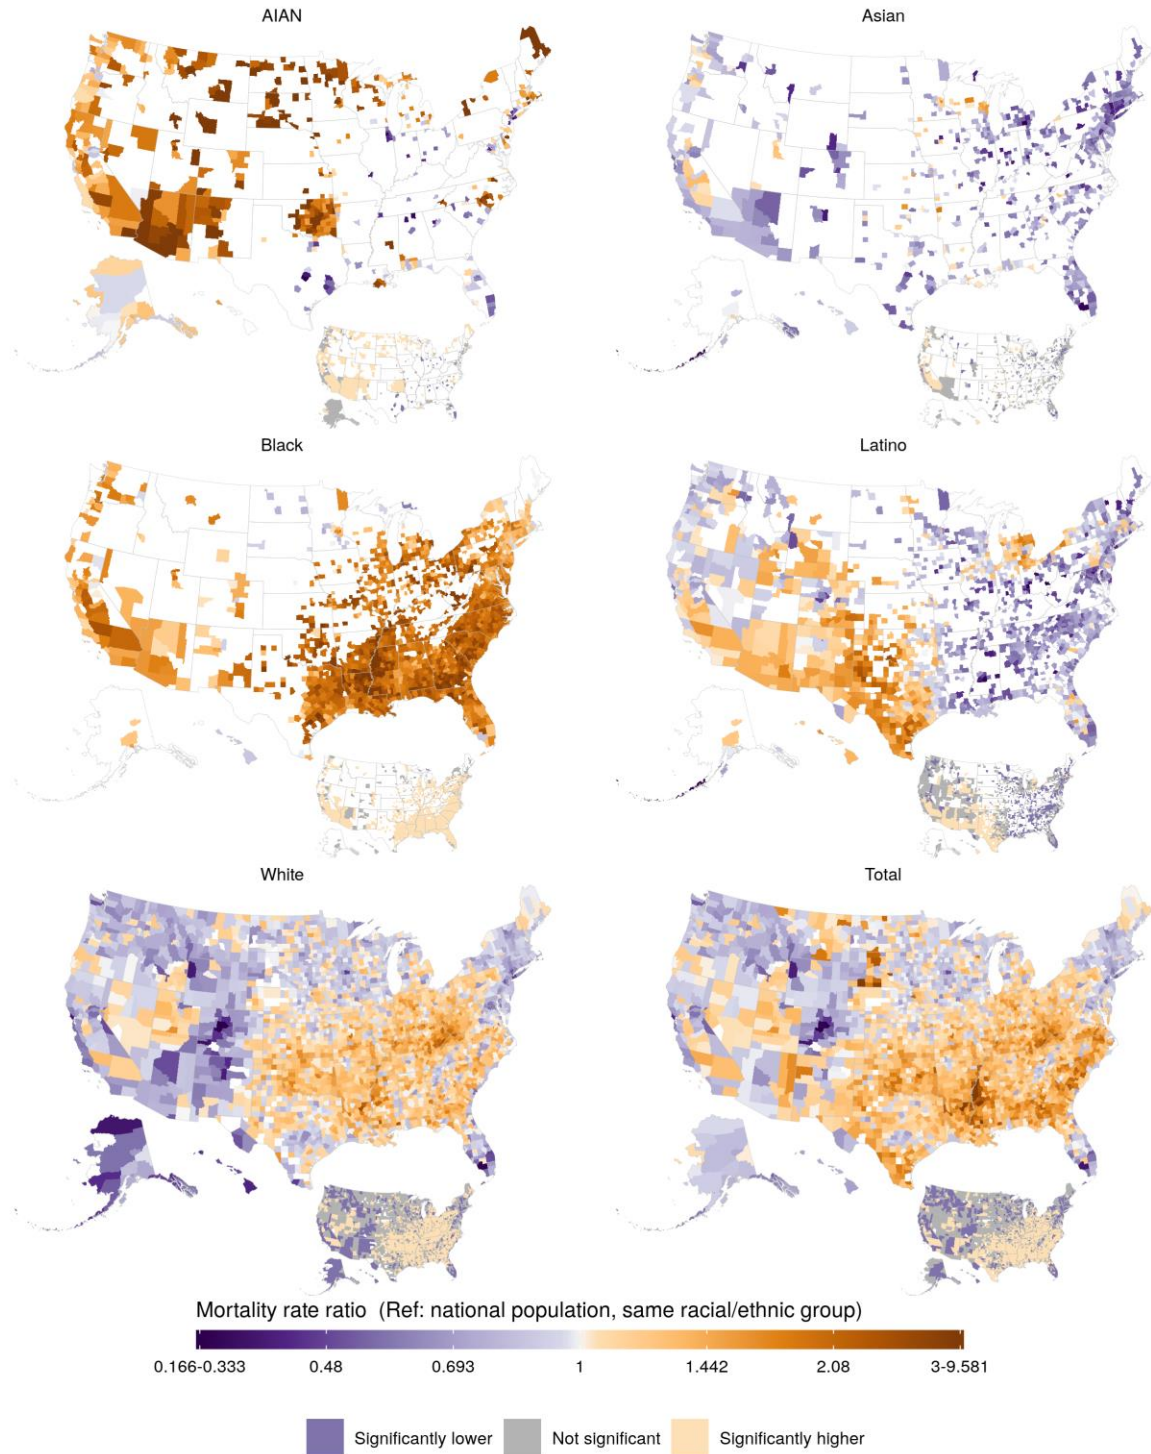 AIAN
Asian
Black
Latino
White
Total
Mortality rate ratio  (Ref: national population, same racial/ethnic group)
0.166-0.333 0.48 0.693 1 1.442 2.08 3-9.581
Significantly lower Not significant Significantly higher